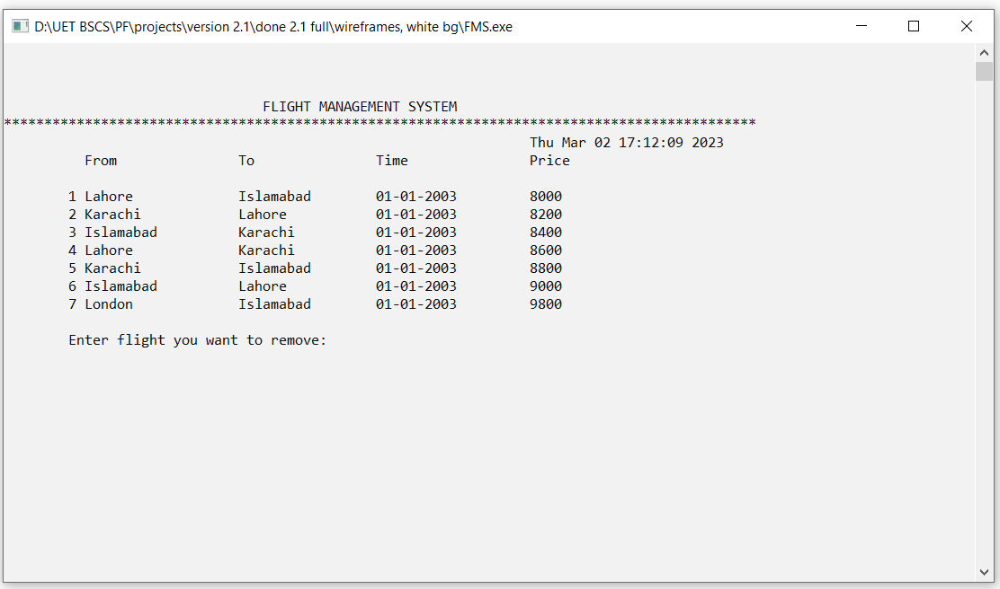 D:\UET BSCS\PF\projects\version 2.1\done 2.1 full\wireframes, white bg\FMS.exe
FLIGHT MANAGEMENT SYSTEM
*********************************************************************************************
Thu Mar 02 17:12:09 2023
From To Time Price
1 Lahore Islamabad 01-01-2003 8000
2 Karachi Lahore 01-01-2003 8200
3 Islamabad Karachi 01-01-2003 8400
4 Lahore Karachi 01-01-2003 8600
5 Karachi Islamabad 01-01-2003 8800
6 Islamabad Lahore 01-01-2003 9000
7 London Islamabad 01-01-2003 9800
Enter flight you want to remove: